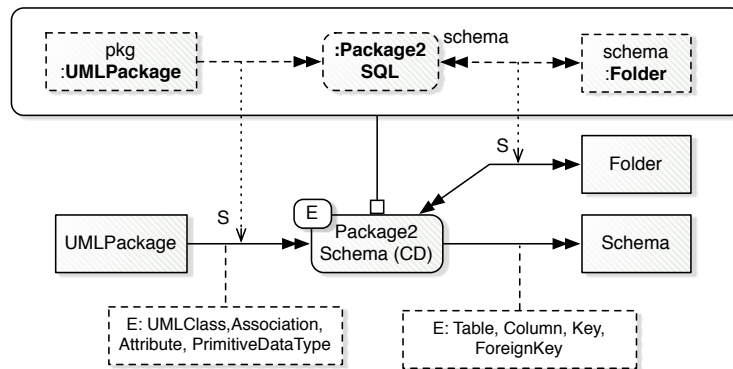 pkg
:UMLPackage
:Package2
SQL
schema
schema
:Folder
S
S
Folder
E
UMLPackage
Package2
Schema (CD)
Schema
E: UMLClass,Association,
Attribute, PrimitiveDataType
E: Table, Column, Key,
ForeignKey